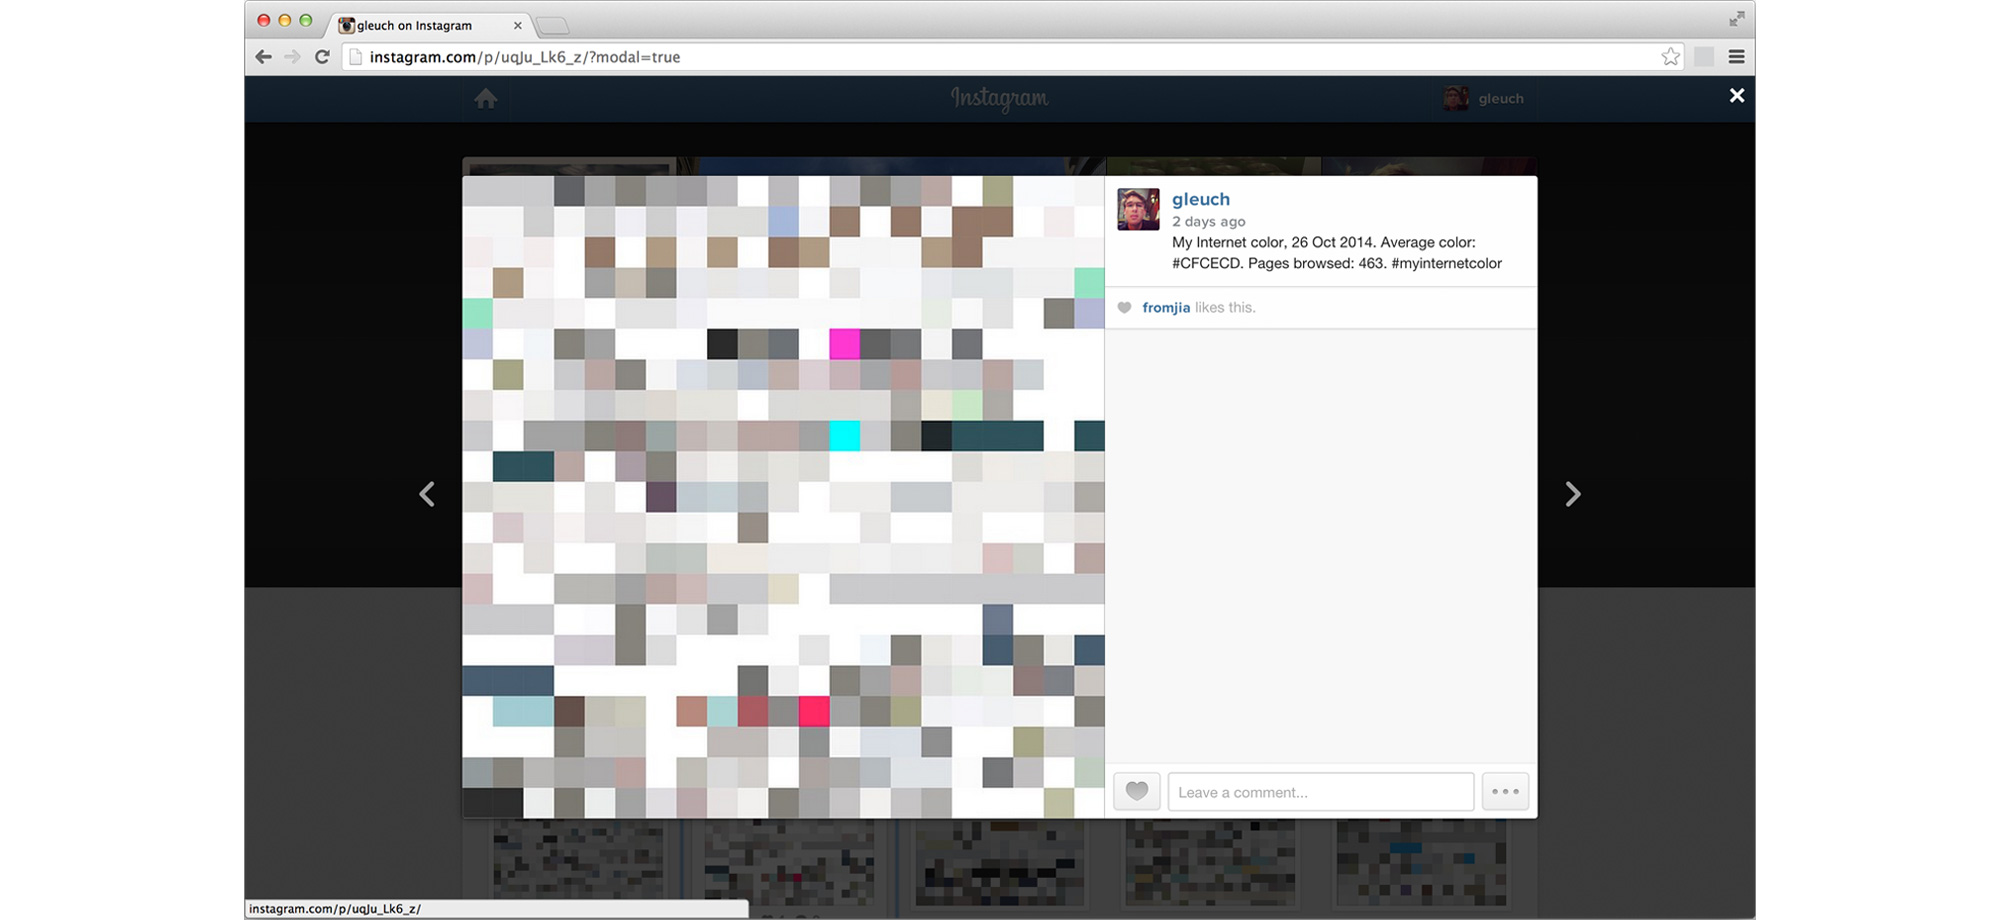 gleuch on Instagram
instagram.com/p/uqJu_Lk6_z/?modal=true
Instagram
gleuch
gleuch
2 days ago
My Internet color, 26 Oct 2014. Average color:
#CFCECD. Pages browsed: 463. #myinternetcolor
fromjia likes this.
Leave a comment...
instagram.com/p/uqJu_Lk6_z/